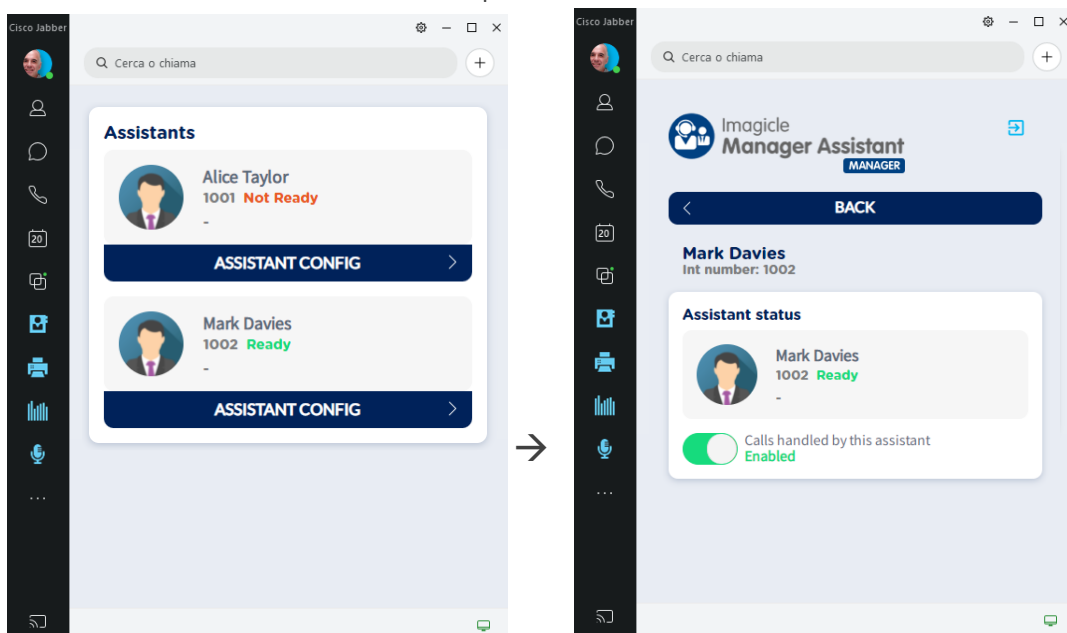 Cisco Jabber
Cerca o chiama
Assistants
Alice Taylor
1001 Not Ready
-
ASSISTANT CONFIG
Mark Davies
1002 Ready
-
ASSISTANT CONFIG
20
Cisco Jabber
Cerca o chiama
Imagicle
Manager Assistant
MANAGER
BACK
Mark Davies
Int number: 1002
Assistant status
Mark Davies
1002 Ready
-
Calls handled by this assistant
Enabled
20